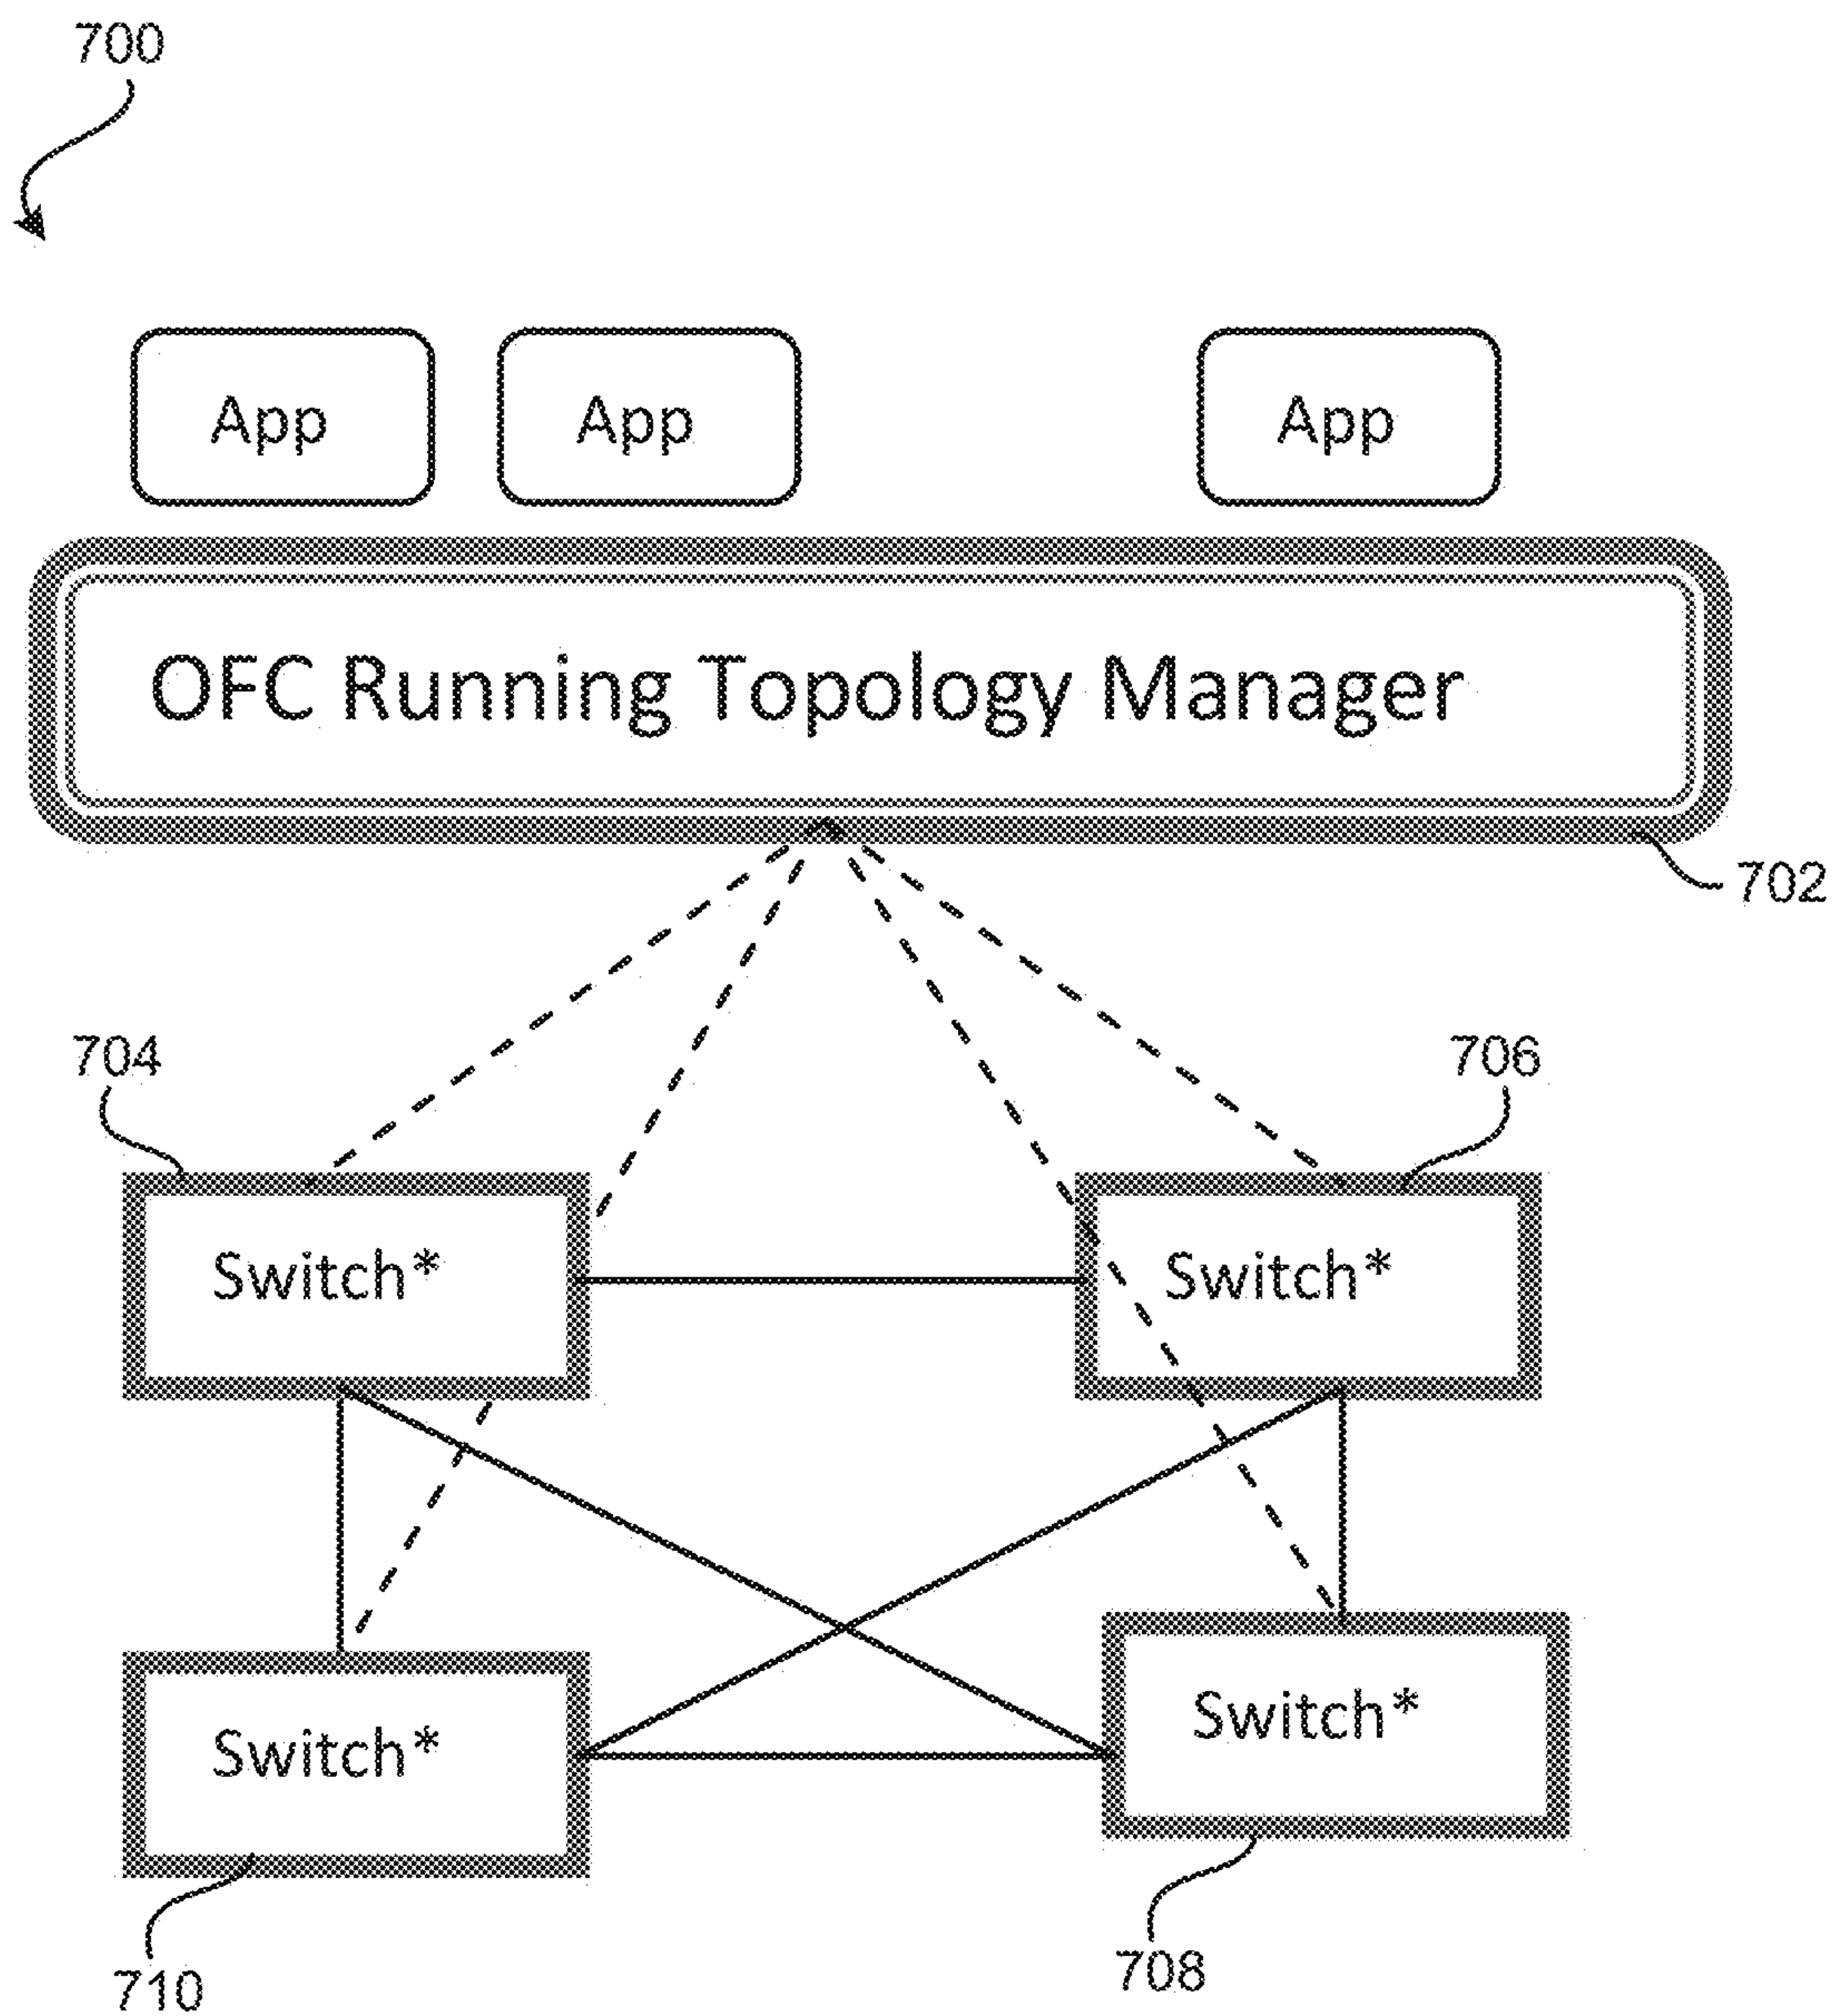 700
App
App
App
OFC Running Topology Manager
702
704
706
Switch*
Switch*
Switch*
Switch*
710
708